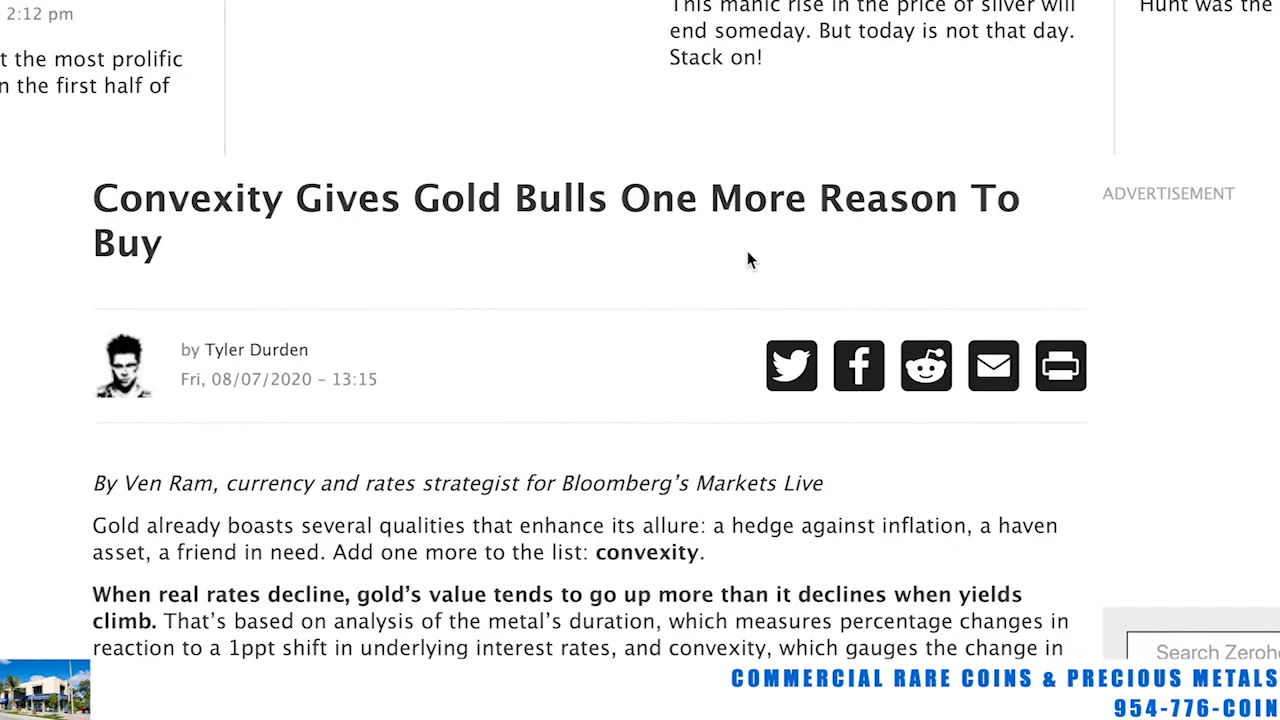 2:12 pm
t the most prolific
n the first half of
This manic rise in the price of silver will
end someday. But today is not that day.
Stack on!
Hunt was the
Convexity Gives Gold Bulls One More Reason To
Buy
ADVERTISEMENT
by Tyler Durden
Fri, 08/07/2020 – 13:15
By Ven Ram, currency and rates strategist for Bloomberg's Markets Live
Gold already boasts several qualities that enhance its allure: a hedge against inflation, a haven
asset, a friend in need. Add one more to the list: convexity.
When real rates decline, gold's value tends to go up more than it declines when yields
climb. That's based on analysis of the metal's duration, which measures percentage changes in
reaction to a 1ppt shift in underlying interest rates, and convexity, which gauges the change in
Search Zeroh
COMMERCIAL RARE COINS & PRECIOUS METALS
954-776-COIN